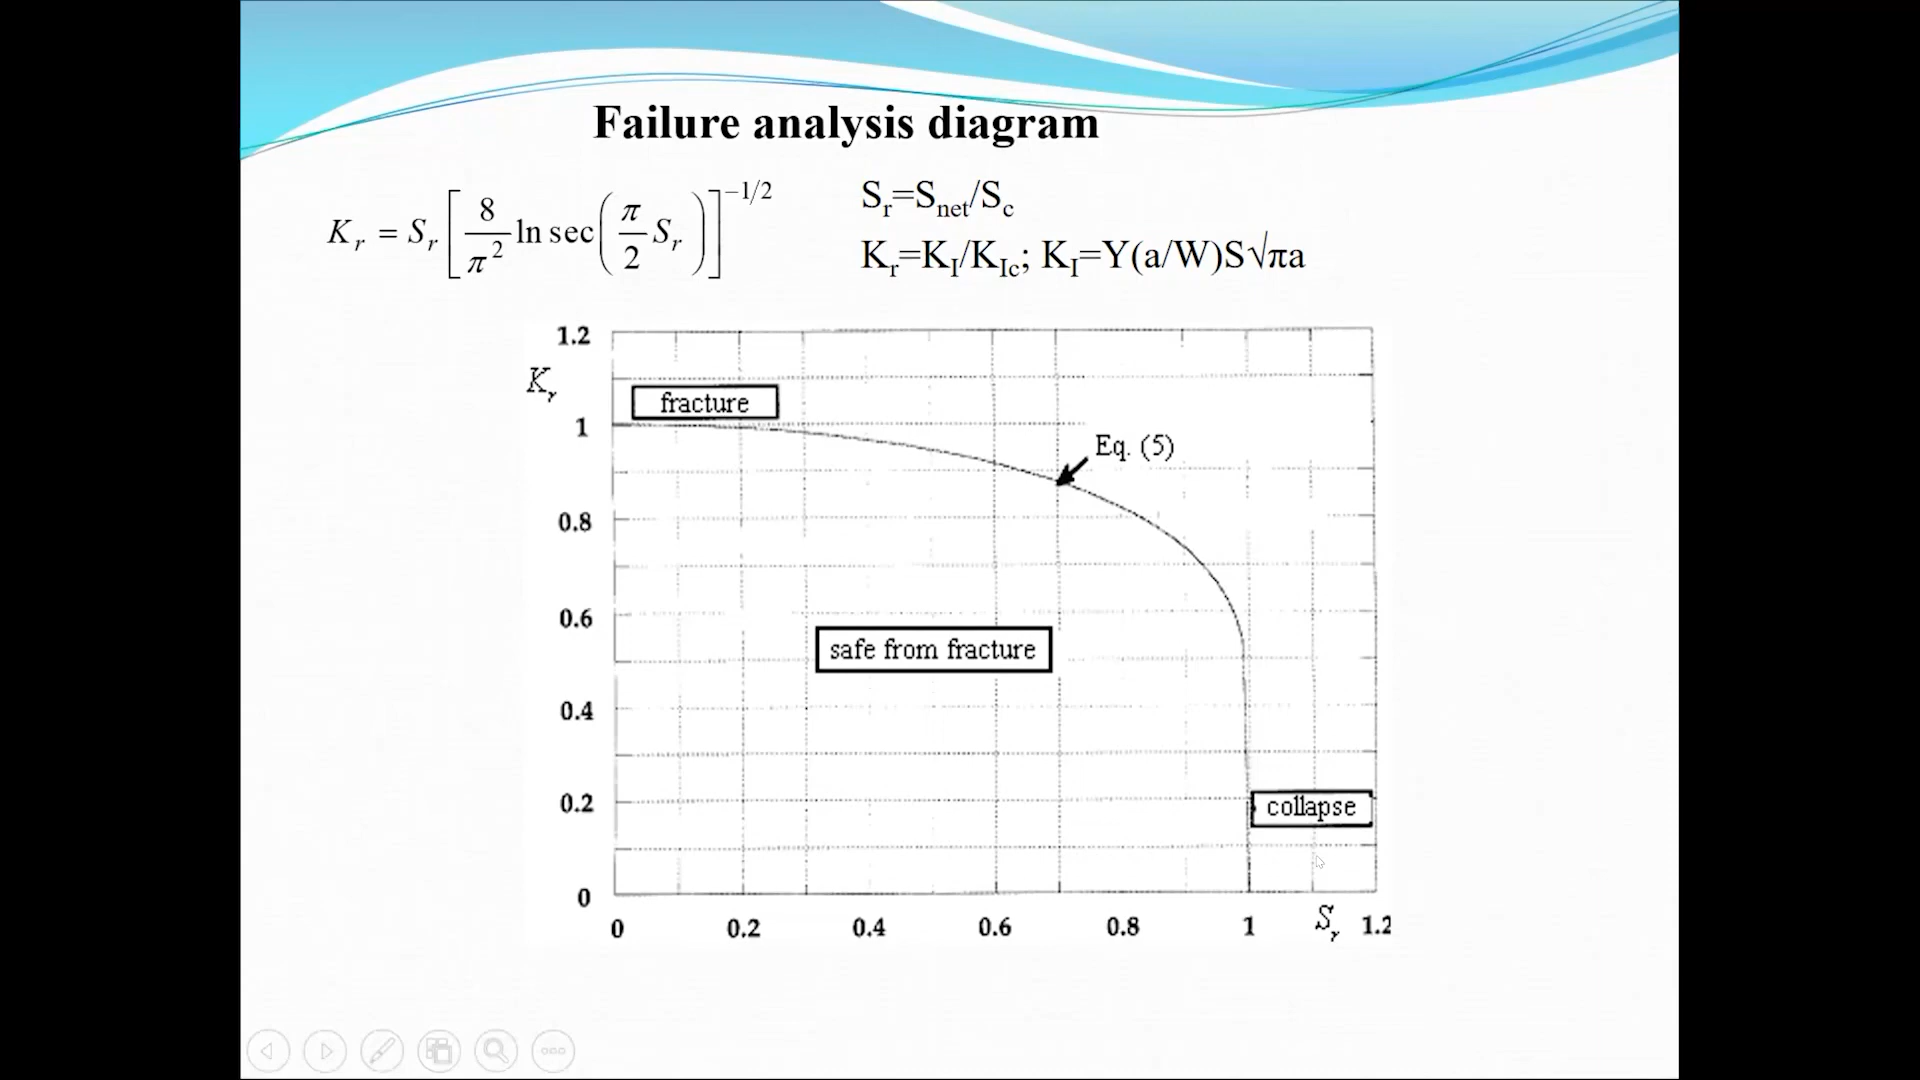 Failure analysis diagram
K_r = S_r [ 8/π² ln sec( π/2 S_r ) ]^{−1/2}
S_r=S_net/S_c
K_r=K_I/K_Ic; K_I=Y(a/W)S√πa
1.2
K_r
fracture
1
Eq. (5)
0.8
0.6
safe from fracture
0.4
0.2
collapse
0
0 0.2 0.4 0.6 0.8 1 S_r 1.2